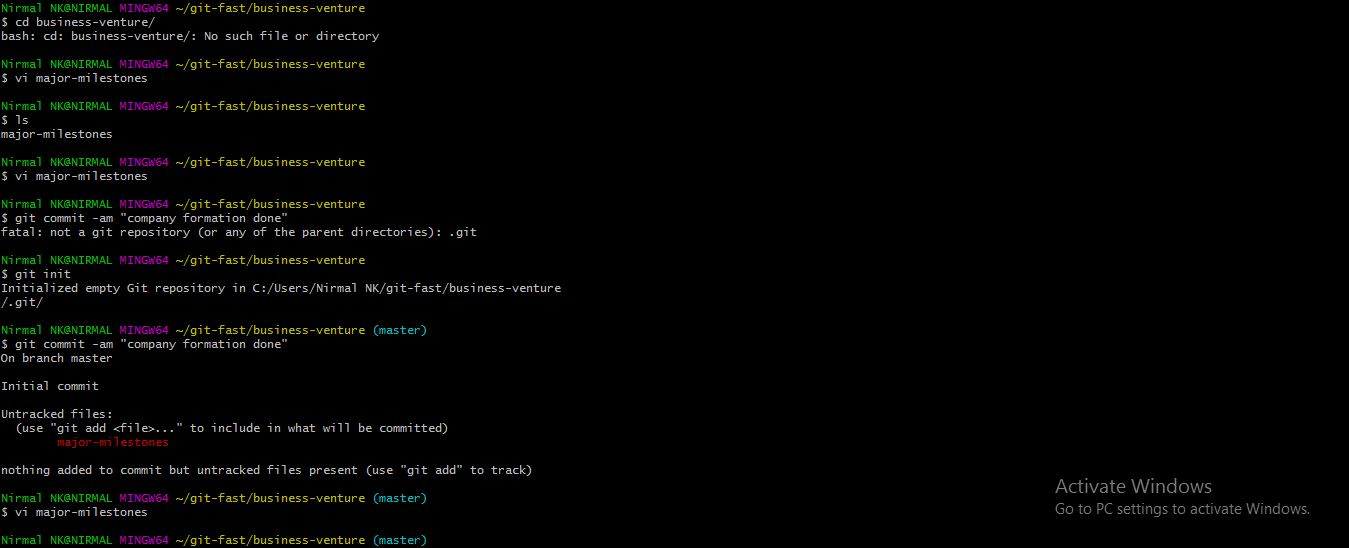 Nirmal NK@NIRMAL MINGW64 ~/git-fast/business-venture
$ cd business-venture/
bash: cd: business-venture/: No such file or directory
Nirmal NK@NIRMAL MINGW64 ~/git-fast/business-venture
$ vi major-milestones
Nirmal NK@NIRMAL MINGW64 ~/git-fast/business-venture
$ ls
major-milestones
Nirmal NK@NIRMAL MINGW64 ~/git-fast/business-venture
$ vi major-milestones
Nirmal NK@NIRMAL MINGW64 ~/git-fast/business-venture
$ git commit -am "company formation done"
fatal: not a git repository (or any of the parent directories): .git
Nirmal NK@NIRMAL MINGW64 ~/git-fast/business-venture
$ git init
Initialized empty Git repository in C:/Users/Nirmal NK/git-fast/business-venture
/.git/
Nirmal NK@NIRMAL MINGW64 ~/git-fast/business-venture (master)
$ git commit -am "company formation done"
On branch master
Initial commit
Untracked files:
(use "git add <file>..." to include in what will be committed)
major-milestones
nothing added to commit but untracked files present (use "git add" to track)
Nirmal NK@NIRMAL MINGW64 ~/git-fast/business-venture (master)
$ vi major-milestones
Nirmal NK@NIRMAL MINGW64 ~/git-fast/business-venture (master)
Activate Windows
Go to PC settings to activate Windows.